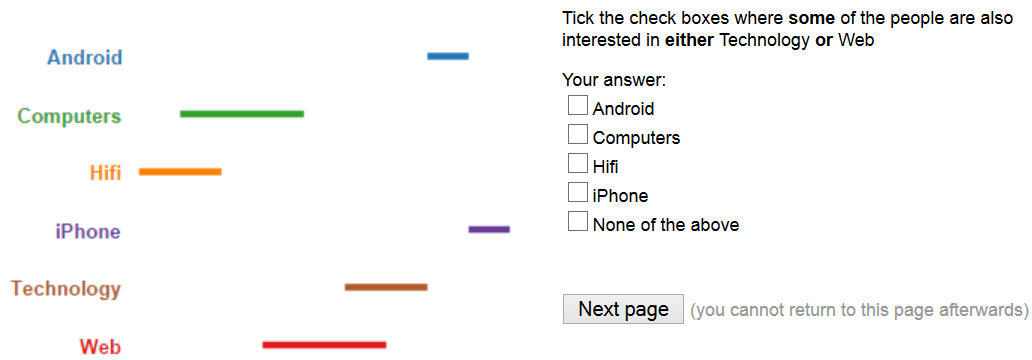 Android
Computers
Hifi
iPhone
Technology
Web
Tick the check boxes where some of the people are also
interested in either Technology or Web
Your answer:
Android
Computers
Hifi
iPhone
None of the above
Next page (you cannot return to this page afterwards)